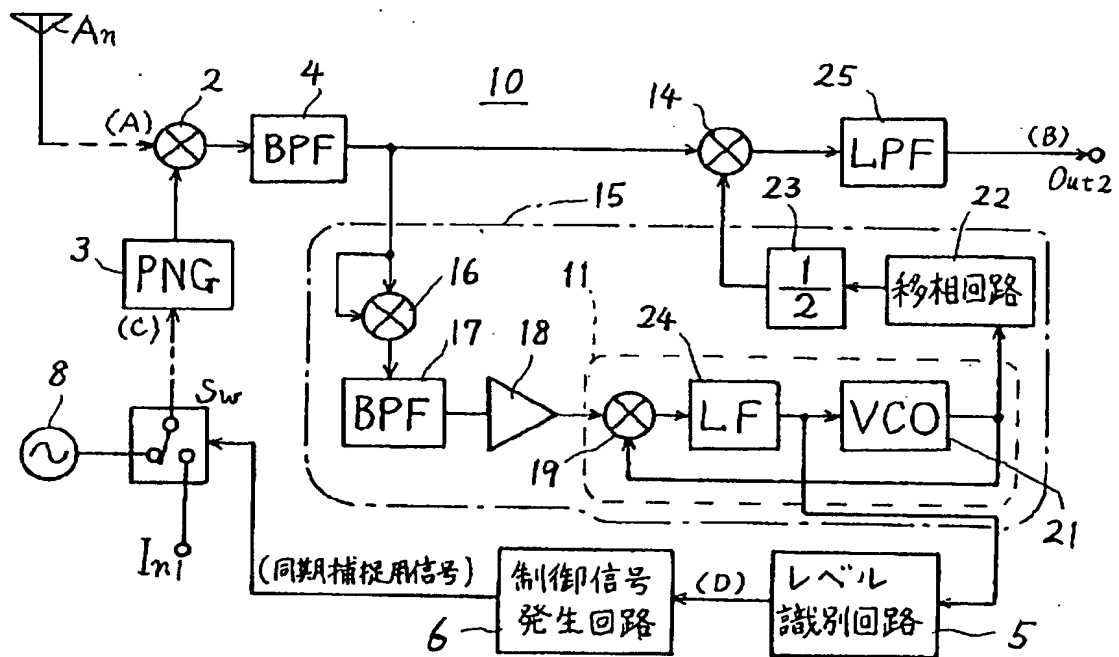 An
2
4
10
14
25
(A)
BPF
LPF
(B)
Out2
15
23
22
3
PNG
16
11
1/2
移相回路
(C)
17
18
24
8
Sw
BPF
LF
VCO
19
21
In1
(同期捕捉用信号)
制御信号
発生回路
6
(D)
レベル
識別回路
5